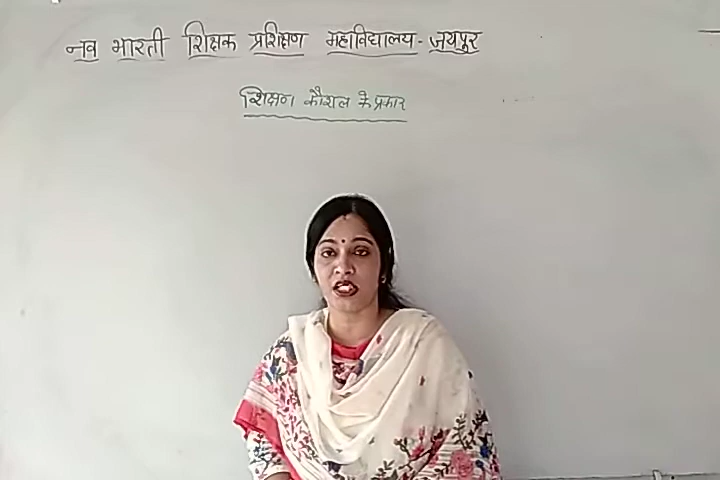 नव भारती शिक्षक प्रशिक्षण महाविद्यालय - जयपुर
शिक्षण कौशल के प्रकार